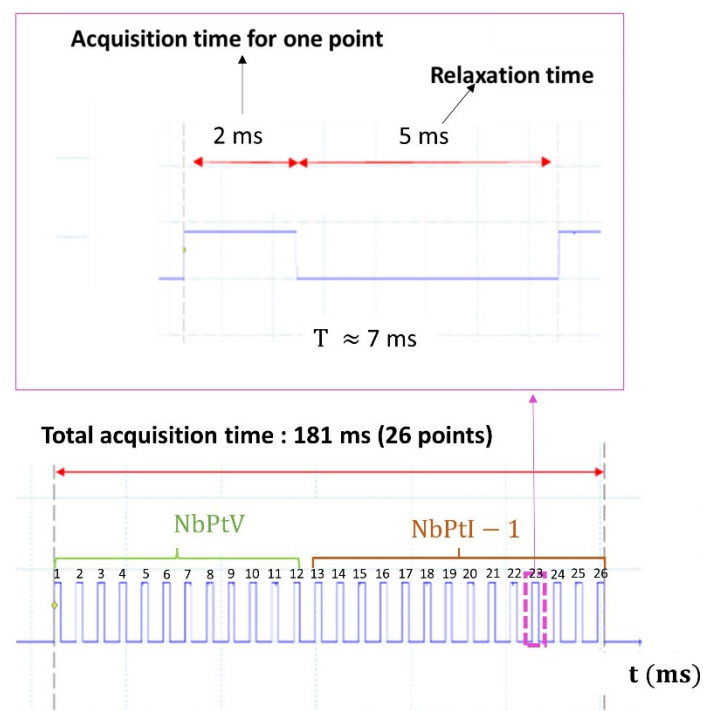 Acquisition time for one point
Relaxation time
2 ms
5 ms
T ≈ 7 ms
Total acquisition time : 181 ms (26 points)
NbPtV
NbPtI − 1
1 2 3 4 5 6 7 8 9 10 11 12 13 14 15 16 17 18 19 20 21 22 23 24 25 26
t (ms)